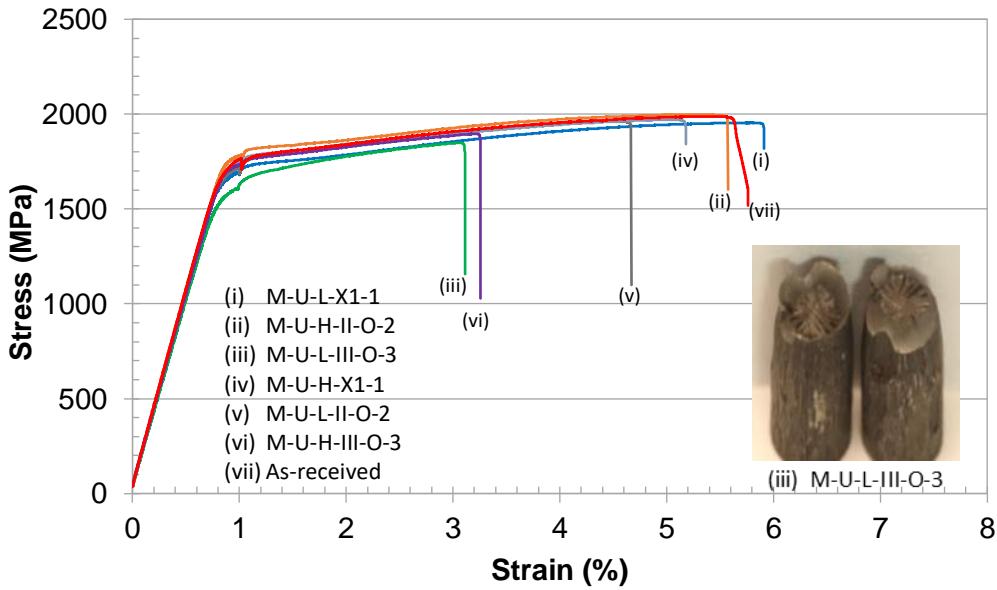 2500
2000
1500
1000
500
0
0 1 2 3 4 5 6 7 8
Stress (MPa)
Strain (%)
(iii)
(vi)
(v)
(iv)
(ii)
(vii)
(i)
(i) M-U-L-X1-1
(ii) M-U-H-II-O-2
(iii) M-U-L-III-O-3
(iv) M-U-H-X1-1
(v) M-U-L-II-O-2
(vi) M-U-H-III-O-3
(vii) As-received
(iii) M-U-L-III-O-3